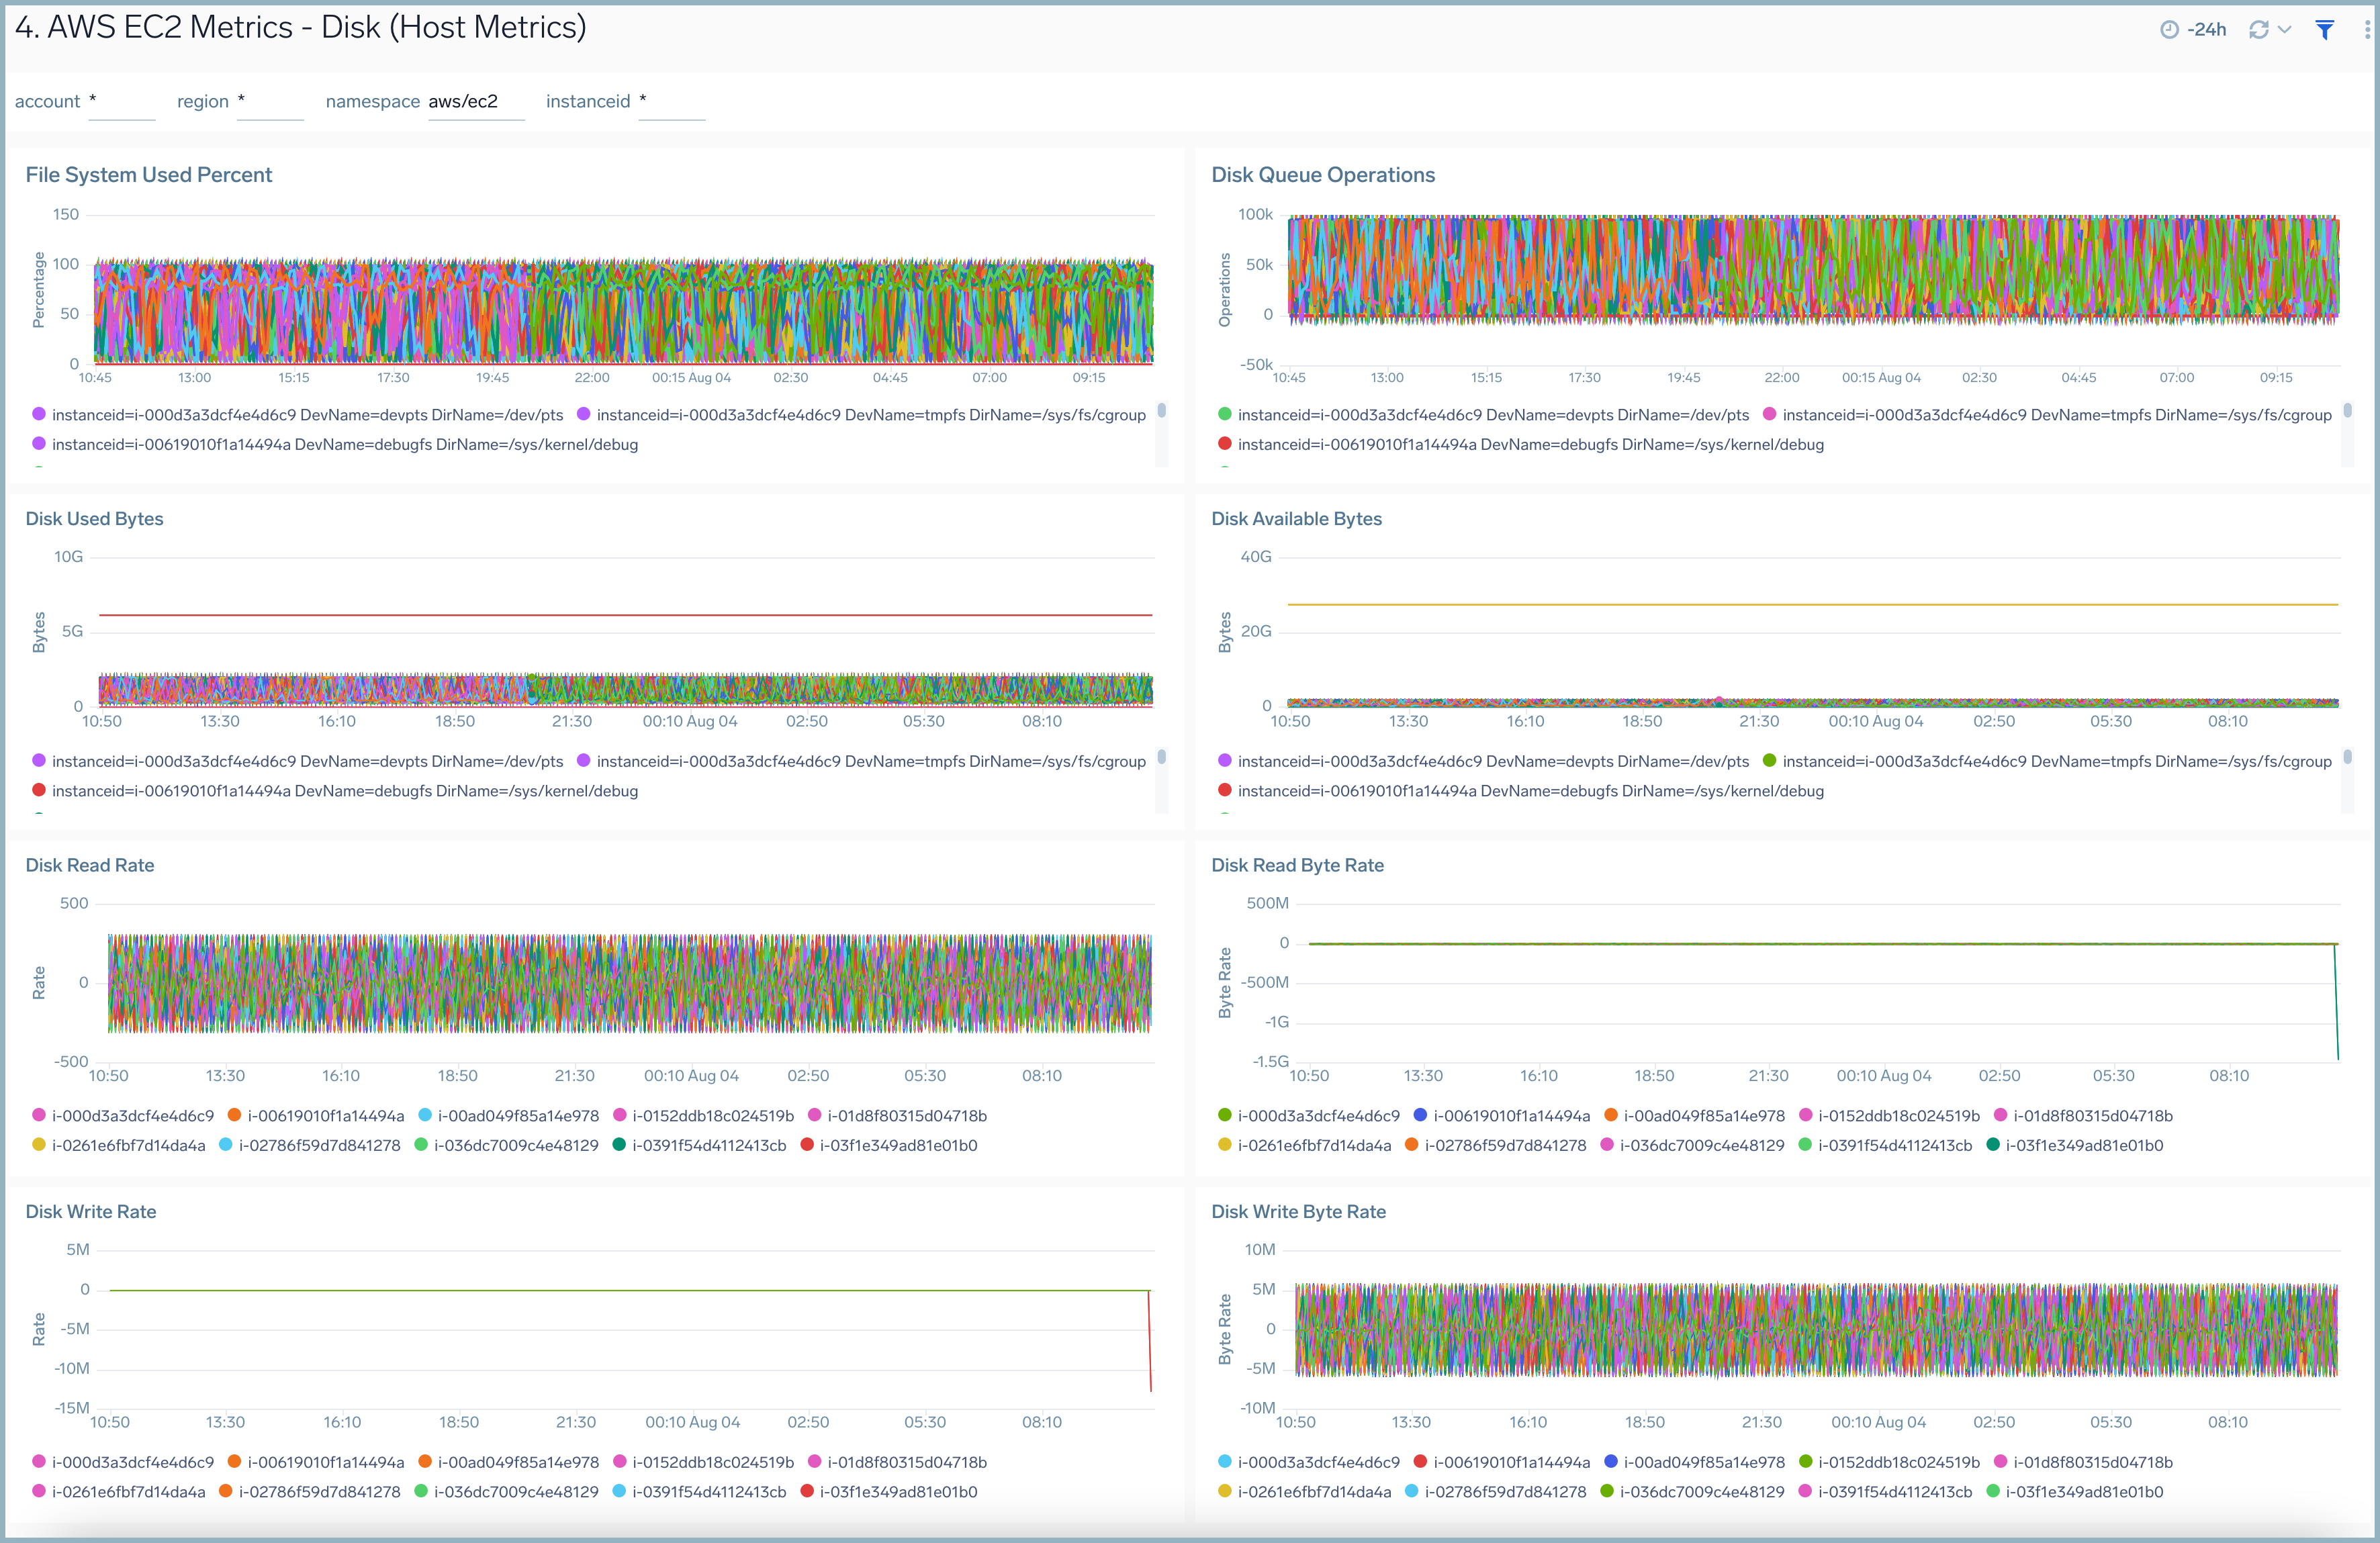 4. AWS EC2 Metrics - Disk (Host Metrics)
-24h
account * region * namespace aws/ec2 instanceid *
File System Used Percent
150
100
50
0
Percentage
10:45 13:00 15:15 17:30 19:45 22:00 00:15 Aug 04 02:30 04:45 07:00 09:15
instanceid=i-000d3a3dcf4e4d6c9 DevName=devpts DirName=/dev/pts instanceid=i-000d3a3dcf4e4d6c9 DevName=tmpfs DirName=/sys/fs/cgroup
instanceid=i-00619010f1a14494a DevName=debugfs DirName=/sys/kernel/debug
Disk Queue Operations
100k
50k
0
-50k
Operations
10:45 13:00 15:15 17:30 19:45 22:00 00:15 Aug 04 02:30 04:45 07:00 09:15
instanceid=i-000d3a3dcf4e4d6c9 DevName=devpts DirName=/dev/pts instanceid=i-000d3a3dcf4e4d6c9 DevName=tmpfs DirName=/sys/fs/cgroup
instanceid=i-00619010f1a14494a DevName=debugfs DirName=/sys/kernel/debug
Disk Used Bytes
10G
5G
0
Bytes
10:50 13:30 16:10 18:50 21:30 00:10 Aug 04 02:50 05:30 08:10
instanceid=i-000d3a3dcf4e4d6c9 DevName=devpts DirName=/dev/pts instanceid=i-000d3a3dcf4e4d6c9 DevName=tmpfs DirName=/sys/fs/cgroup
instanceid=i-00619010f1a14494a DevName=debugfs DirName=/sys/kernel/debug
Disk Available Bytes
40G
20G
0
Bytes
10:50 13:30 16:10 18:50 21:30 00:10 Aug 04 02:50 05:30 08:10
instanceid=i-000d3a3dcf4e4d6c9 DevName=devpts DirName=/dev/pts instanceid=i-000d3a3dcf4e4d6c9 DevName=tmpfs DirName=/sys/fs/cgroup
instanceid=i-00619010f1a14494a DevName=debugfs DirName=/sys/kernel/debug
Disk Read Rate
500
0
-500
Rate
10:50 13:30 16:10 18:50 21:30 00:10 Aug 04 02:50 05:30 08:10
i-000d3a3dcf4e4d6c9 i-00619010f1a14494a i-00ad049f85a14e978 i-0152ddb18c024519b i-01d8f80315d04718b
i-0261e6fbf7d14da4a i-02786f59d7d841278 i-036dc7009c4e48129 i-0391f54d4112413cb i-03f1e349ad81e01b0
Disk Read Byte Rate
500M
0
-500M
-1G
-1.5G
Byte Rate
10:50 13:30 16:10 18:50 21:30 00:10 Aug 04 02:50 05:30 08:10
i-000d3a3dcf4e4d6c9 i-00619010f1a14494a i-00ad049f85a14e978 i-0152ddb18c024519b i-01d8f80315d04718b
i-0261e6fbf7d14da4a i-02786f59d7d841278 i-036dc7009c4e48129 i-0391f54d4112413cb i-03f1e349ad81e01b0
Disk Write Rate
5M
0
-5M
-10M
-15M
Rate
10:50 13:30 16:10 18:50 21:30 00:10 Aug 04 02:50 05:30 08:10
i-000d3a3dcf4e4d6c9 i-00619010f1a14494a i-00ad049f85a14e978 i-0152ddb18c024519b i-01d8f80315d04718b
i-0261e6fbf7d14da4a i-02786f59d7d841278 i-036dc7009c4e48129 i-0391f54d4112413cb i-03f1e349ad81e01b0
Disk Write Byte Rate
10M
5M
0
-5M
-10M
Byte Rate
10:50 13:30 16:10 18:50 21:30 00:10 Aug 04 02:50 05:30 08:10
i-000d3a3dcf4e4d6c9 i-00619010f1a14494a i-00ad049f85a14e978 i-0152ddb18c024519b i-01d8f80315d04718b
i-0261e6fbf7d14da4a i-02786f59d7d841278 i-036dc7009c4e48129 i-0391f54d4112413cb i-03f1e349ad81e01b0